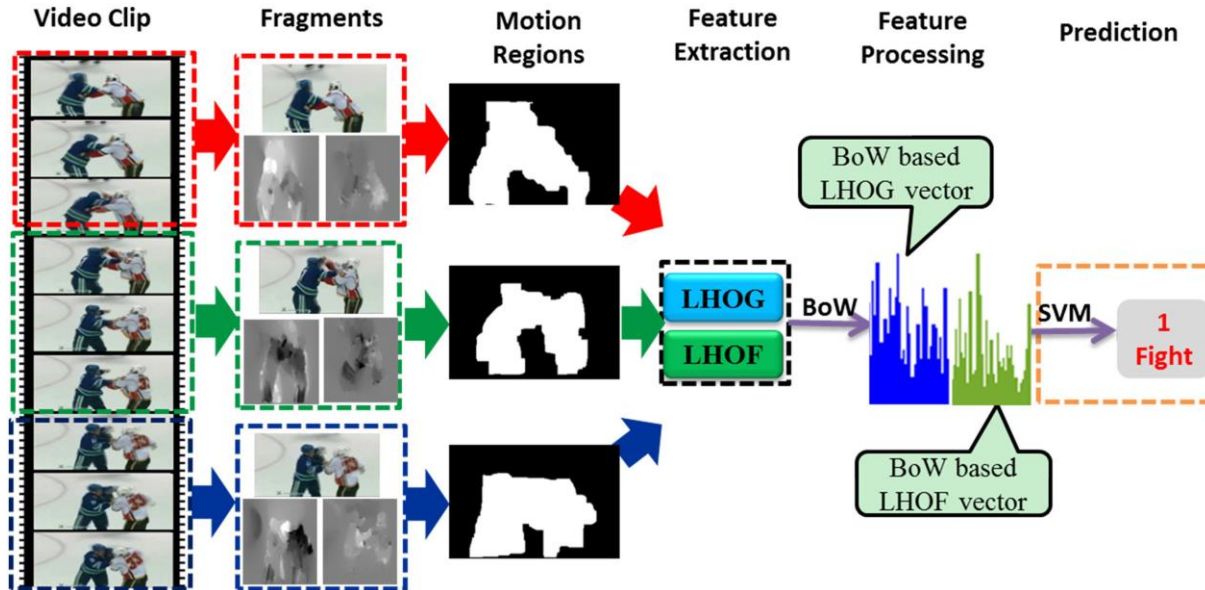 Video Clip
Fragments
Motion
Regions
Feature
Extraction
Feature
Processing
Prediction
BoW based
LHOG vector
LHOG
LHOF
BoW
SVM
1
Fight
BoW based
LHOF vector